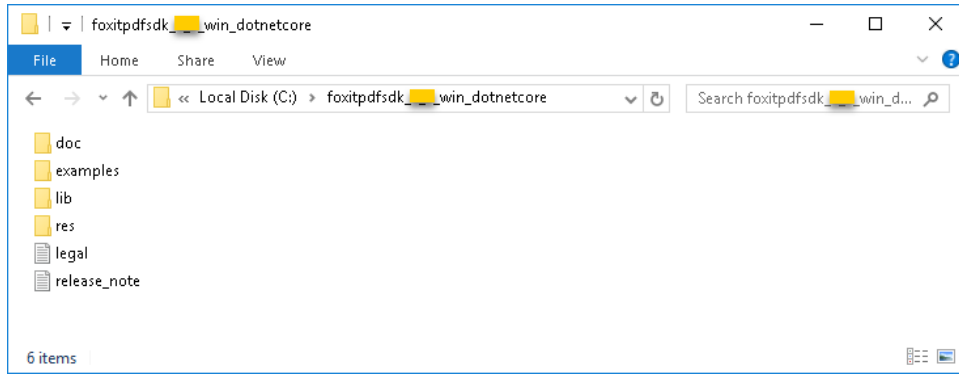 foxitpdfsdk_ _win_dotnetcore
File Home Share View
« Local Disk (C:) > foxitpdfsdk_ _win_dotnetcore Search foxitpdfsdk_ _win_d...
doc
examples
lib
res
legal
release_note
6 items